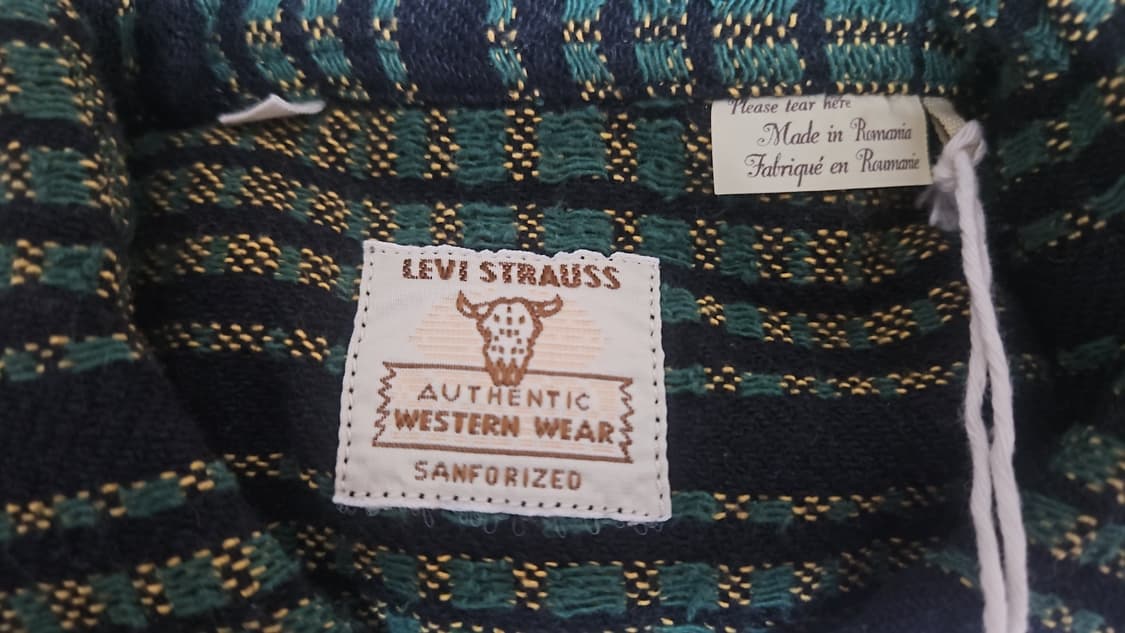 Please tear here
Made in Romania
Fabriqué en Roumanie
LEVI STRAUSS
AUTHENTIC
WESTERN WEAR
SANFORIZED